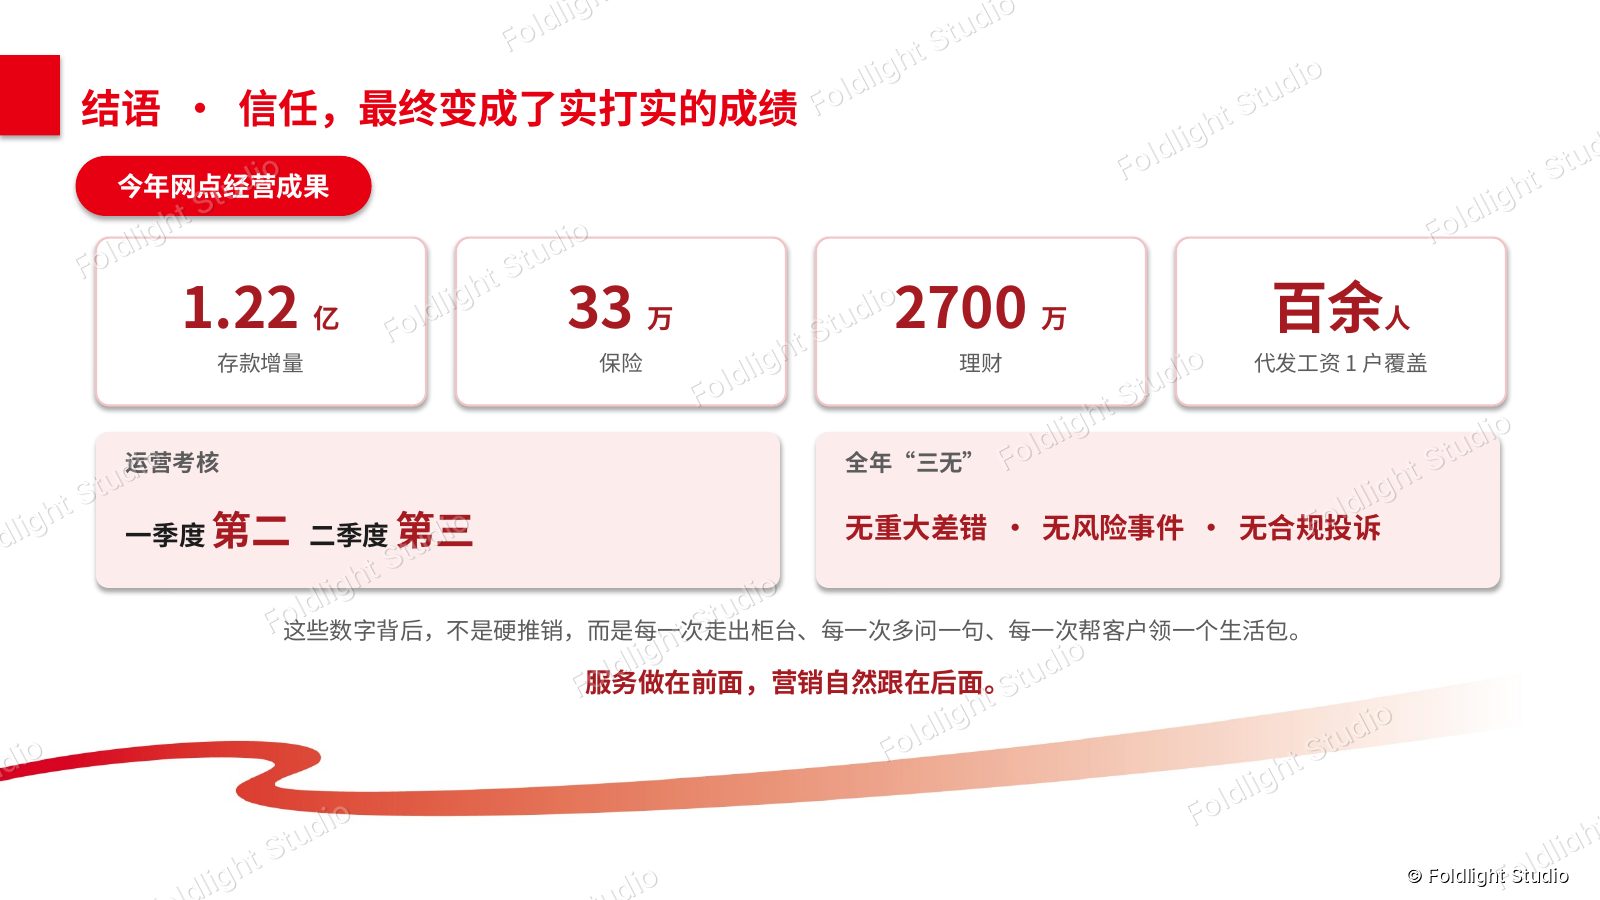 结语 · 信任，最终变成了实打实的成绩
今年网点经营成果
1.22 亿
存款增量
33 万
保险
2700 万
理财
百余人
代发工资 1 户覆盖
运营考核
一季度 第二 二季度 第三
全年“三无”
无重大差错 · 无风险事件 · 无合规投诉
这些数字背后，不是硬推销，而是每一次走出柜台、每一次多问一句、每一次帮客户领一个生活包。
服务做在前面，营销自然跟在后面。
© Foldlight Studio